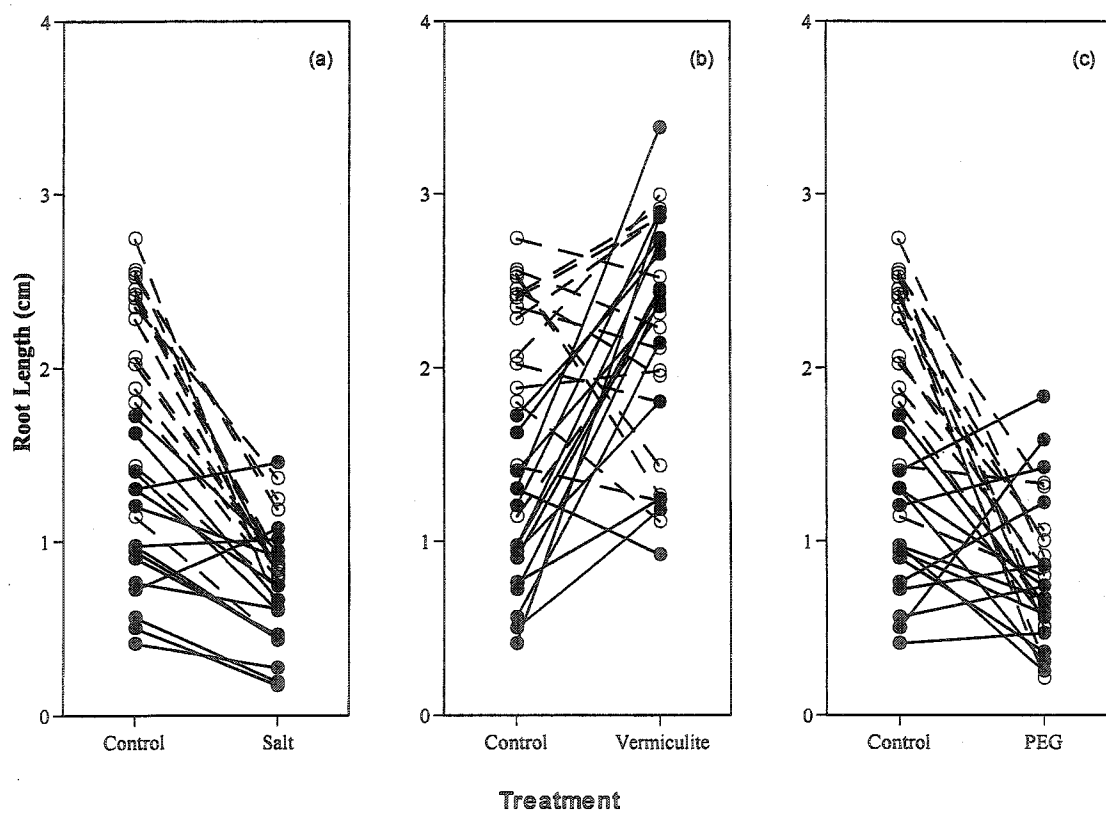 4 4 4
(a) (b) (c)
3 3 3
Root Length (cm)
2 2 2
1 1 1
0 0 0
Control Salt Control Vermiculite Control PEG
Treatment